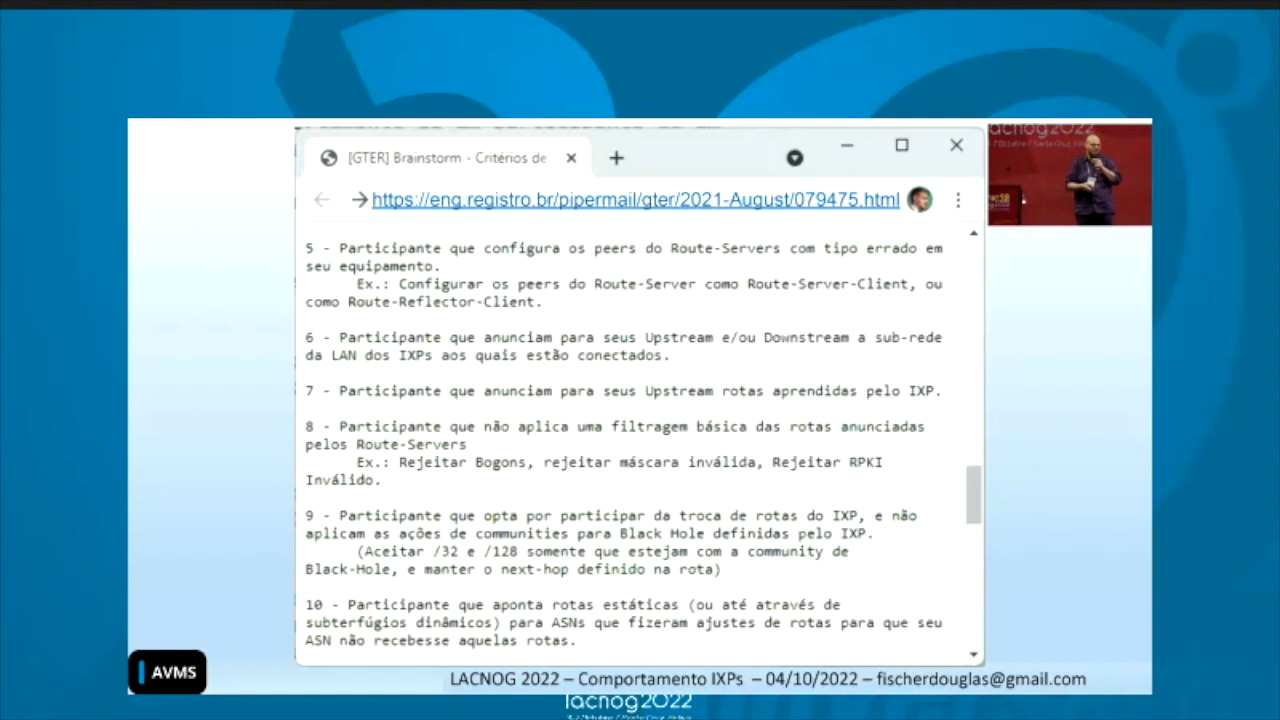 [GTER] Brainstorm - Critérios de
https://eng.registro.br/pipermail/gter/2021-August/079475.html
lacnog2022
5 - Participante que configura os peers do Route-Servers com tipo errado em
seu equipamento.
Ex.: Configurar os peers do Route-Server como Route-Server-Client, ou
como Route-Reflector-Client.
6 - Participante que anunciam para seus Upstream e/ou Downstream a sub-rede
da LAN dos IXPs aos quais estão conectados.
7 - Participante que anunciam para seus Upstream rotas aprendidas pelo IXP.
8 - Participante que não aplica uma filtragem básica das rotas anunciadas
pelos Route-Servers
Ex.: Rejeitar Bogons, rejeitar máscara inválida, Rejeitar RPKI
Inválido.
9 - Participante que opta por participar da troca de rotas do IXP, e não
aplicam as ações de communities para Black Hole definidas pelo IXP.
(Aceitar /32 e /128 somente que estejam com a community de
Black-Hole, e manter o next-hop definido na rota)
10 - Participante que aponta rotas estáticas (ou até através de
subterfúgios dinâmicos) para ASNs que fizeram ajustes de rotas para que seu
ASN não recebesse aquelas rotas.
AVMS
LACNOG 2022 – Comportamento IXPs – 04/10/2022 – fischerdouglas@gmail.com
lacnog2022